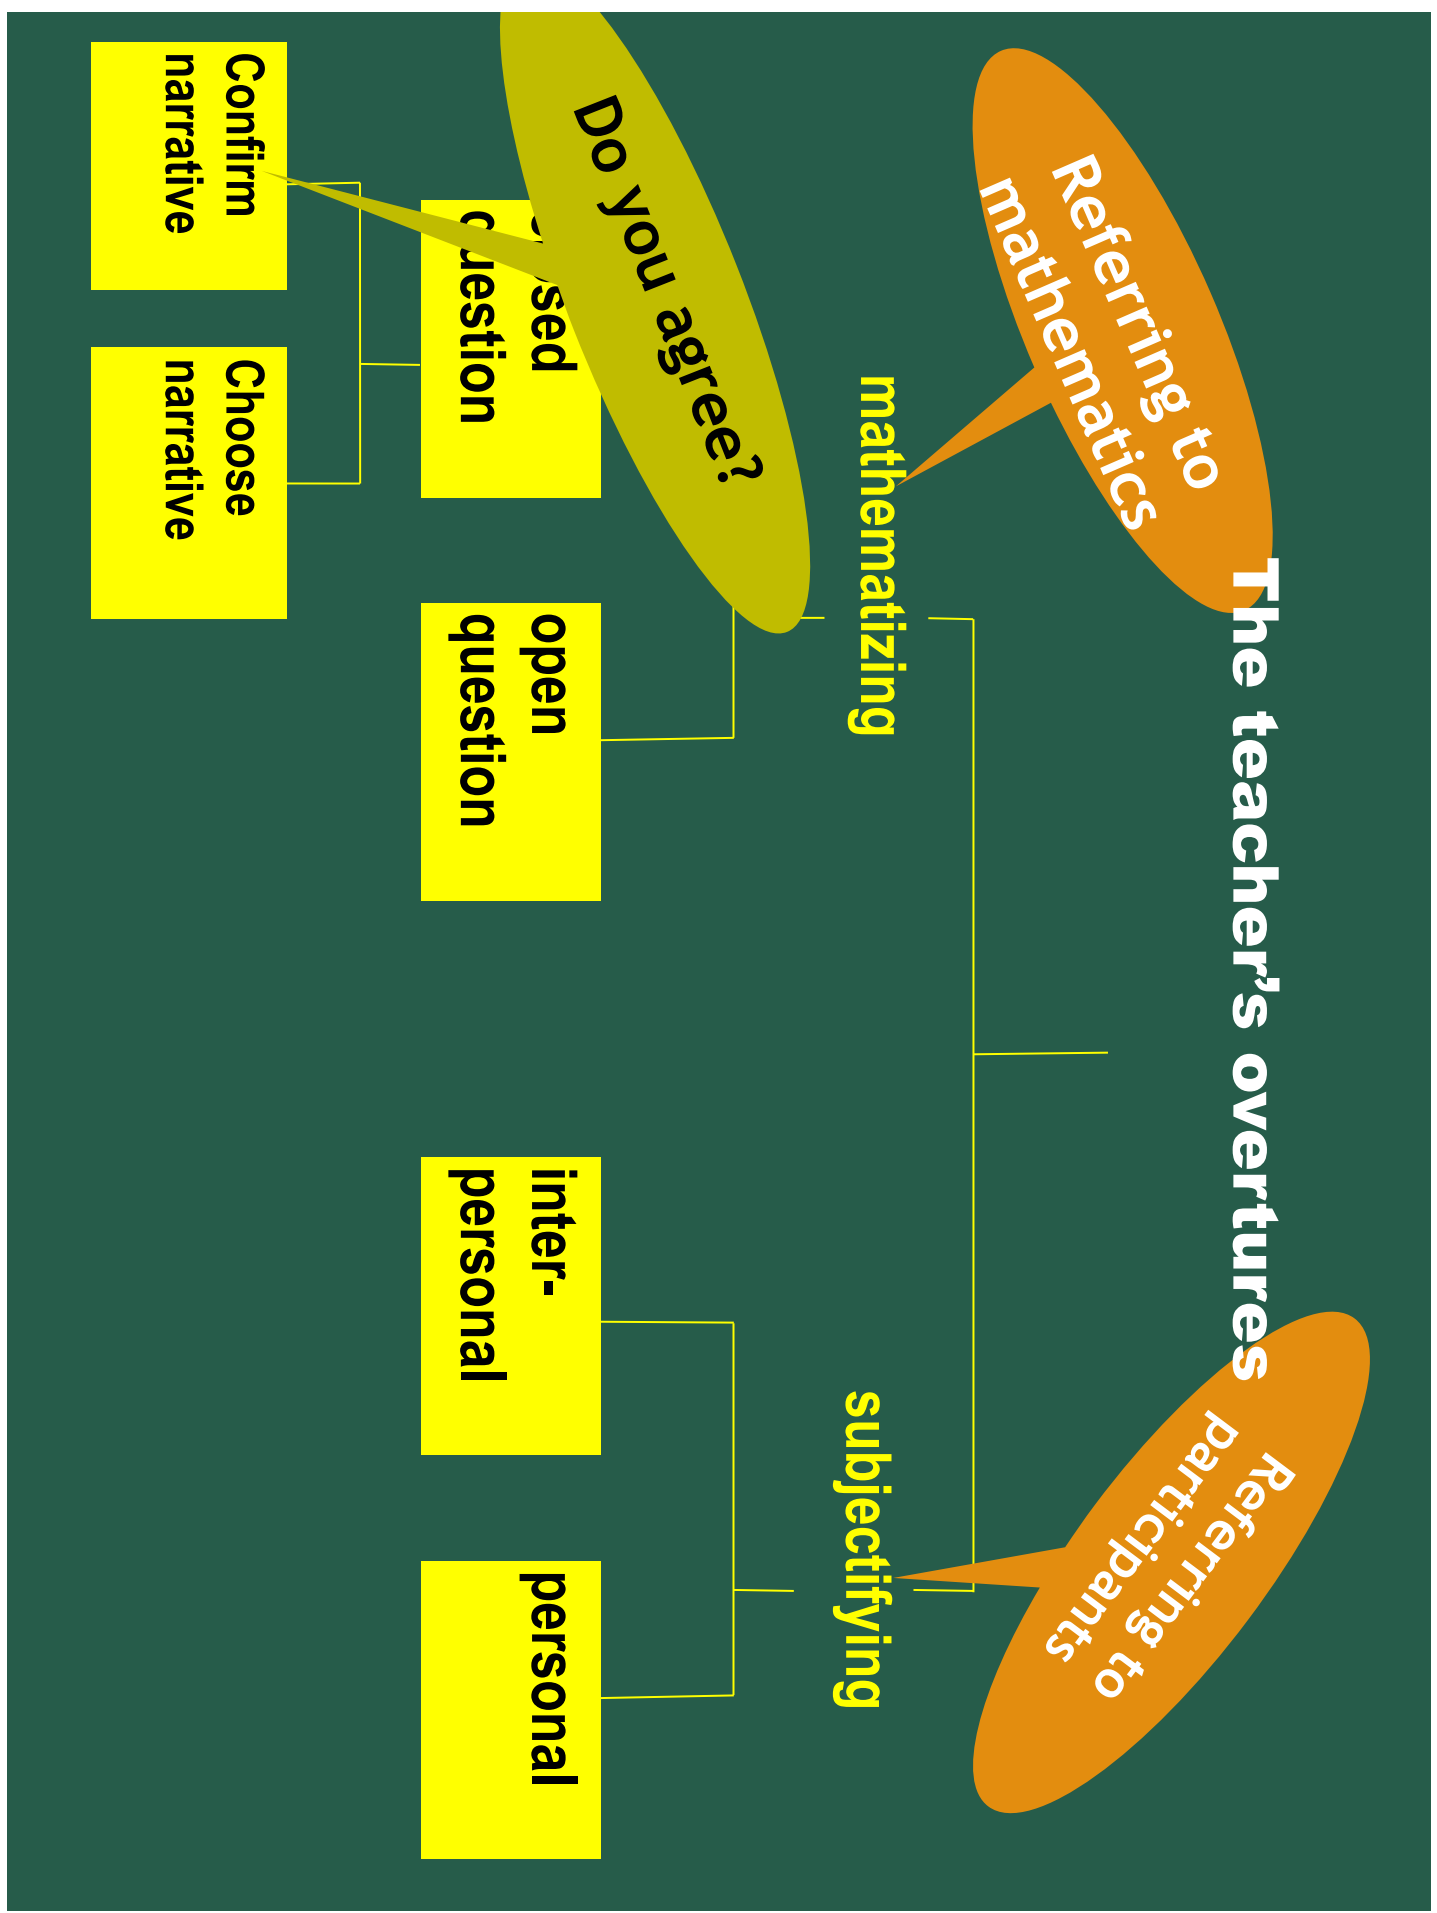 The teacher’s overtures
Referring to
mathematics
Referring to
participants
mathematizing
subjectifying
Do you agree?
question
open
question
inter-
personal
personal
Confirm
narrative
Choose
narrative